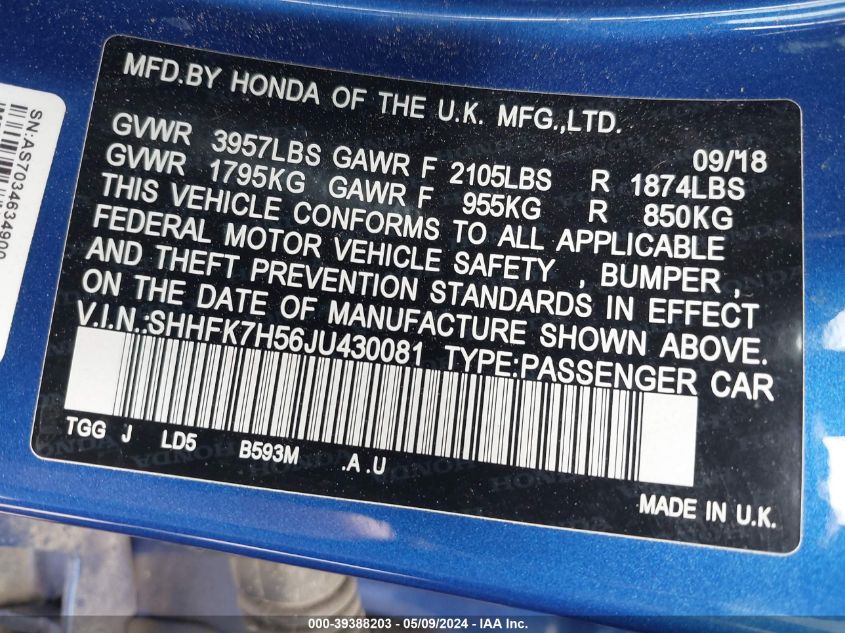 MFD.BY HONDA OF THE U.K. MFG.,LTD.
09/'18
GVWR 3957LBS GAWR F 2105LBS R 1874LBS
GVWR 1795KG GAWR F 955KG R 850KG
THIS VEHICLE CONFORMS TO ALL APPLICABLE
FEDERAL MOTOR VEHICLE SAFETY , BUMPER ,
AND THEFT PREVENTION STANDARDS IN EFFECT
ON THE DATE OF MANUFACTURE SHOWN ABOVE.
V.I.N.:SHHFK7H56JU430081 TYPE:PASSENGER CAR
TGG J LD5 B593M .A .U
MADE IN U.K.
SN:AS7034634900
000-39388203 - 05/09/2024 - IAA Inc.